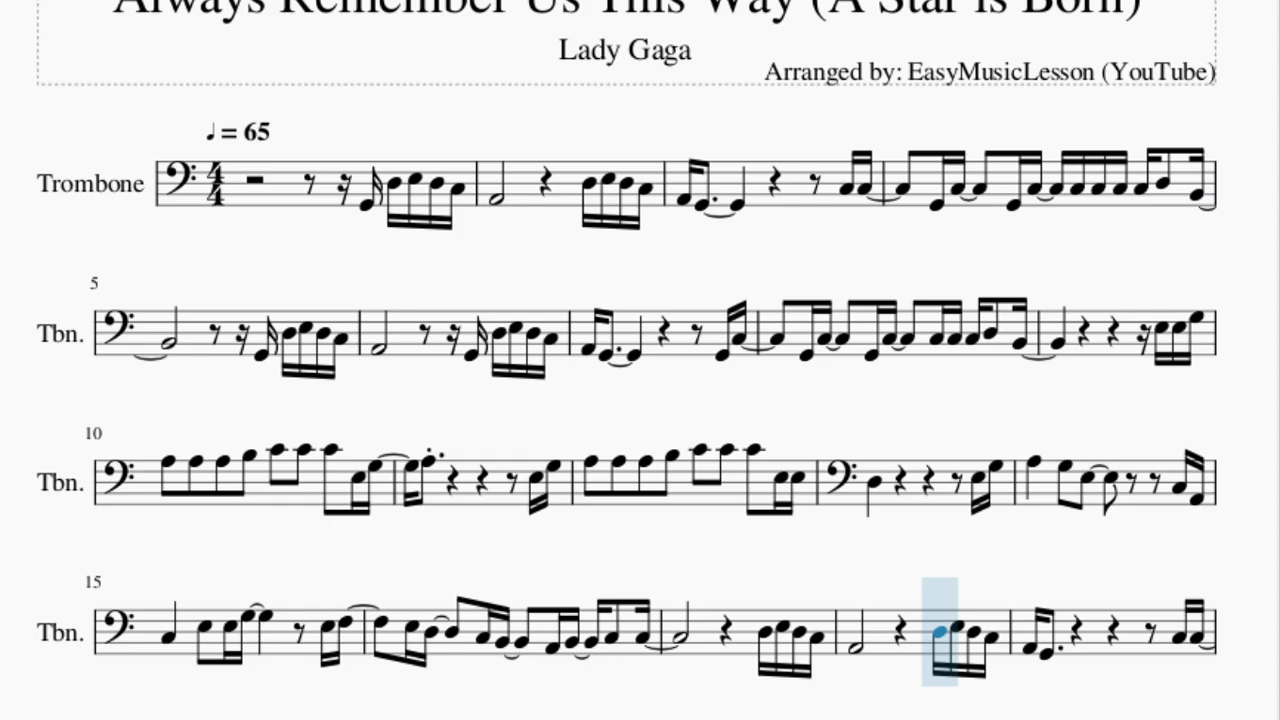 Always Remember Us This Way (A Star is Born)
Lady Gaga
Arranged by: EasyMusicLesson (YouTube)
♩ = 65
Trombone
4
4
5
Tbn.
10
Tbn.
15
Tbn.